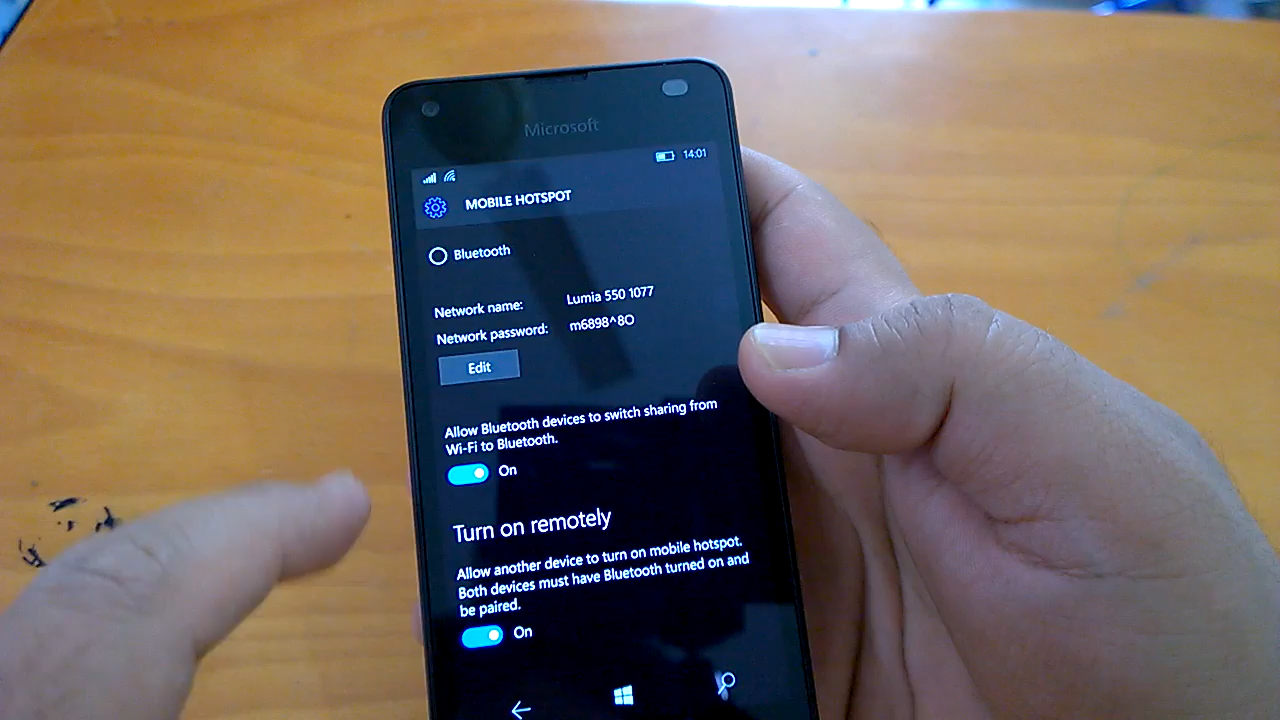 Microsoft
14:01
MOBILE HOTSPOT
Bluetooth
Network name: Lumia 550 1077
Network password: m6898^8O
Edit
Allow Bluetooth devices to switch sharing from
Wi-Fi to Bluetooth.
On
Turn on remotely
Allow another device to turn on mobile hotspot.
Both devices must have Bluetooth turned on and
be paired.
On